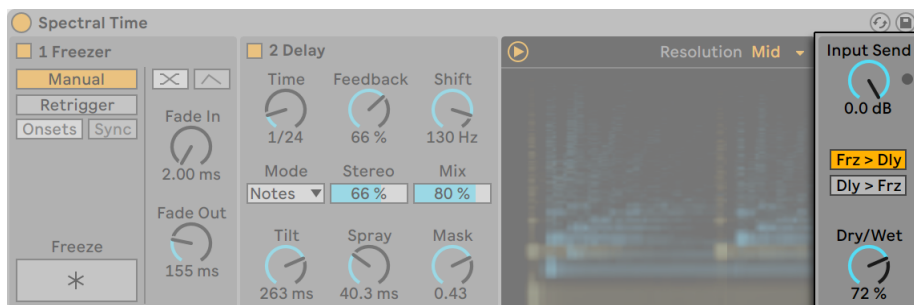 Spectral Time
1 Freezer
Manual
Retrigger
Onsets Sync
Fade In
2.00 ms
Fade Out
155 ms
Freeze
2 Delay
Time Feedback Shift
1/24 66 % 130 Hz
Mode Stereo Mix
Notes 66 % 80 %
Tilt Spray Mask
263 ms 40.3 ms 0.43
Resolution Mid
Input Send
0.0 dB
Frz > Dly
Dly > Frz
Dry/Wet
72 %